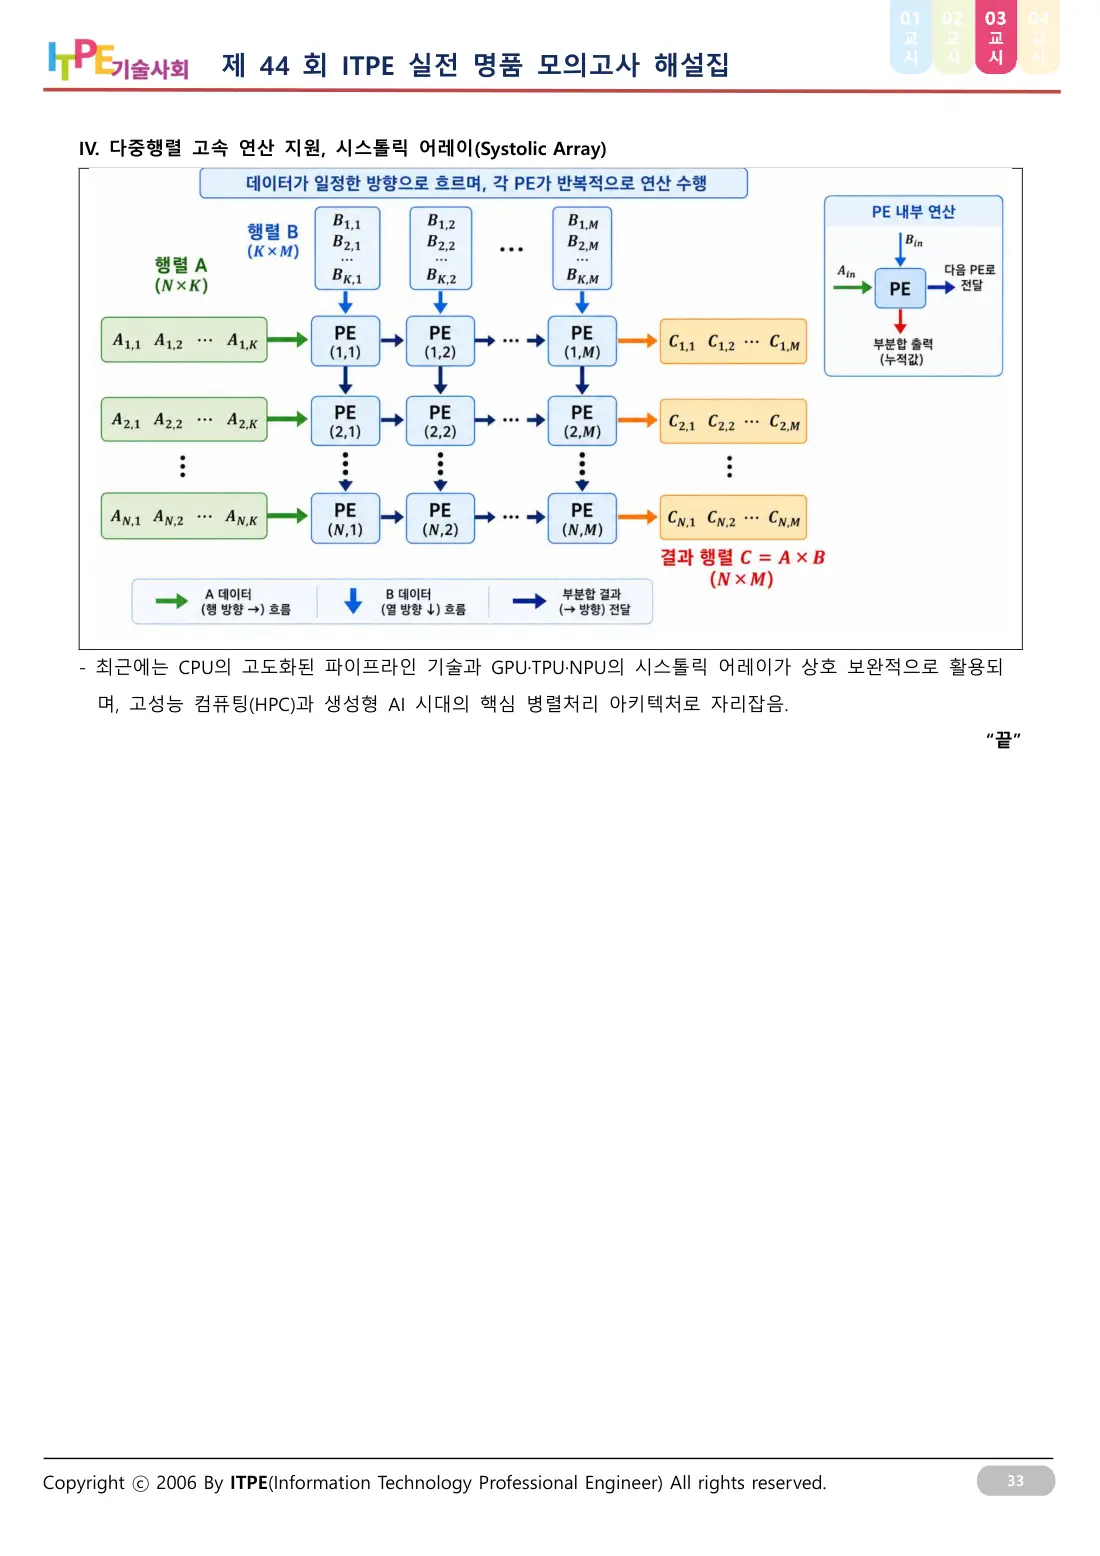 ITPE기술사회
제 44 회 ITPE 실전 명품 모의고사 해설집
01 교시
02 교시
03 교시
04 교시
IV. 다중행렬 고속 연산 지원, 시스톨릭 어레이(Systolic Array)
데이터가 일정한 방향으로 흐르며, 각 PE가 반복적으로 연산 수행
행렬 B
(K×M)
B1,1
B2,1
...
BK,1
B1,2
B2,2
...
BK,2
...
B1,M
B2,M
...
BK,M
행렬 A
(N×K)
A1,1 A1,2 ⋯ A1,K
PE
(1,1)
PE
(1,2)
...
PE
(1,M)
C1,1 C1,2 ⋯ C1,M
A2,1 A2,2 ⋯ A2,K
PE
(2,1)
PE
(2,2)
...
PE
(2,M)
C2,1 C2,2 ⋯ C2,M
AN,1 AN,2 ⋯ AN,K
PE
(N,1)
PE
(N,2)
...
PE
(N,M)
CN,1 CN,2 ⋯ CN,M
결과 행렬 C = A × B
(N×M)
PE 내부 연산
Bin
Ain
PE
다음 PE로
전달
부분합 출력
(누적값)
A 데이터
(행 방향 →) 흐름
B 데이터
(열 방향 ↓) 흐름
부분합 결과
(→ 방향) 전달
- 최근에는 CPU의 고도화된 파이프라인 기술과 GPU·TPU·NPU의 시스톨릭 어레이가 상호 보완적으로 활용되
며, 고성능 컴퓨팅(HPC)과 생성형 AI 시대의 핵심 병렬처리 아키텍처로 자리잡음.
“끝”
Copyright ⓒ 2006 By ITPE(Information Technology Professional Engineer) All rights reserved.
33